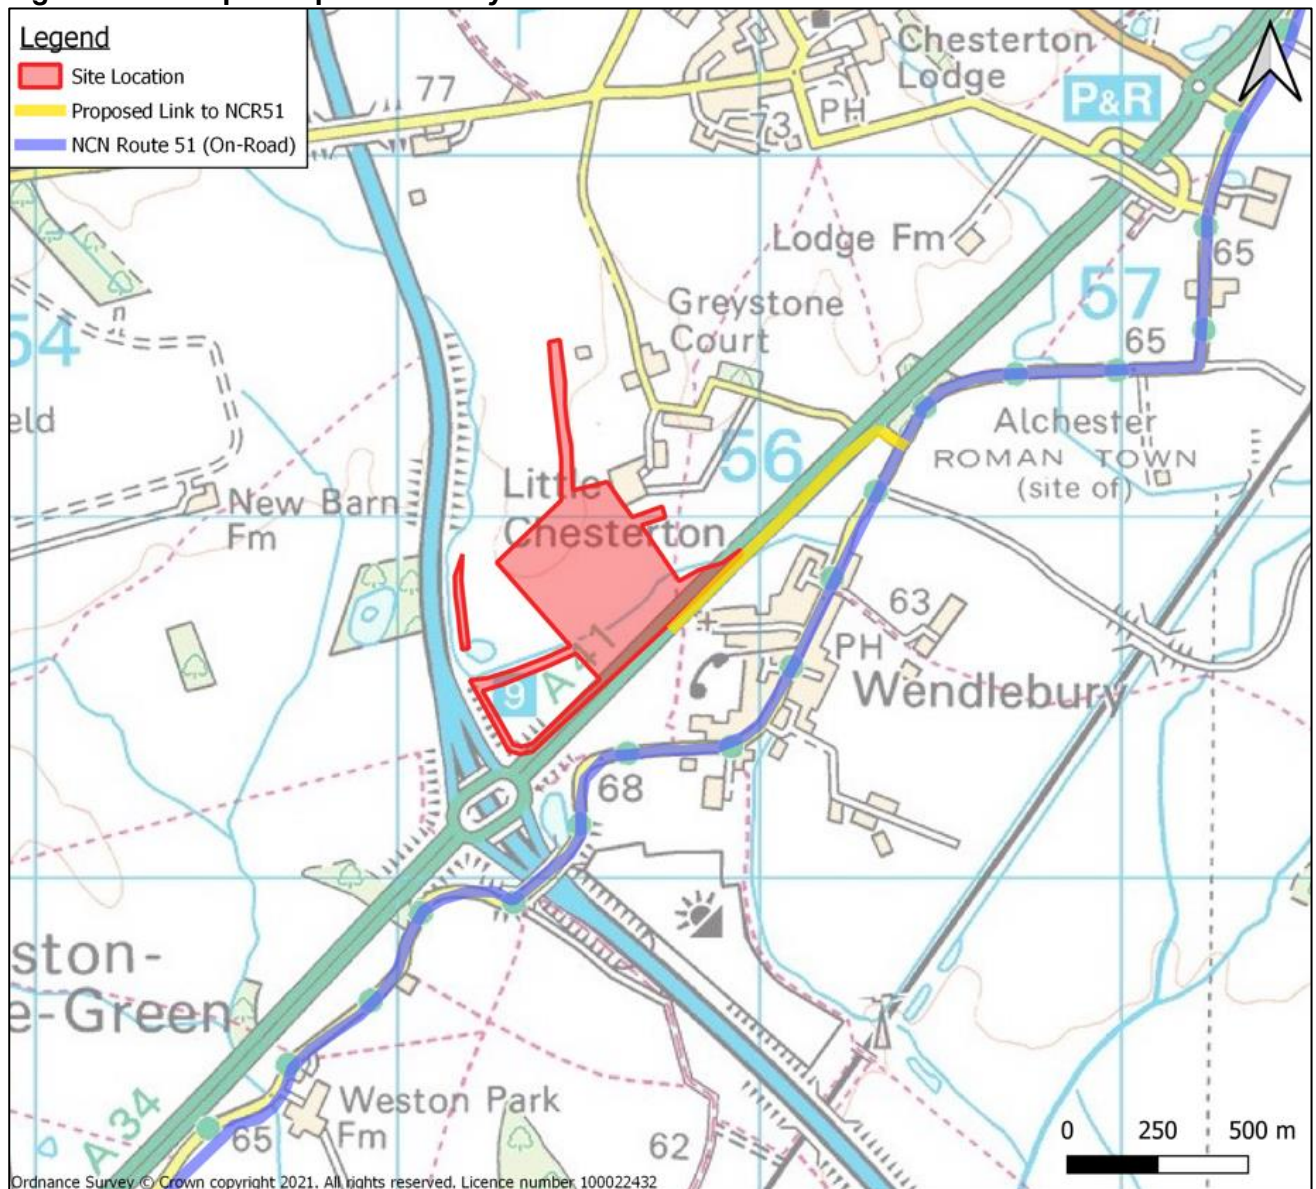 Legend
Site Location
Proposed Link to NCR51
NCN Route 51 (On-Road)
77
73
PH
Chesterton
Lodge
P&R
Lodge Fm
65
57
Greystone
Court
54
65
eld
56
Alchester
ROMAN TOWN
(site of)
New Barn
Fm
Little
Chesterton
63
PH
A 41
9
Wendlebury
68
ston-
e-Green
Weston Park
Fm
A 34
65
62
0 250 500 m
Ordnance Survey © Crown copyright 2021. All rights reserved. Licence number 100022432